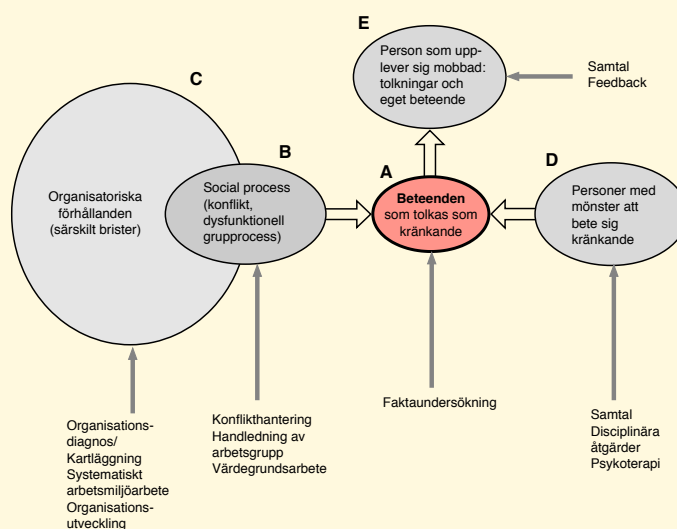 E
Person som upp-
lever sig mobbad:
tolkningar och
eget beteende
Samtal
Feedback
C
B
A
D
Organisatoriska
förhållanden
(särskilt brister)
Social process
(konflikt,
dysfunktionell
grupprocess)
Beteenden
som tolkas som
kränkande
Personer med
mönster att
bete sig
kränkande
Organisations-
diagnos/
Kartläggning
Systematiskt
arbetsmiljöarbete
Organisations-
utveckling
Konflikthantering
Handledning av
arbetsgrupp
Värdegrundsarbete
Faktaundersökning
Samtal
Disciplinära
åtgärder
Psykoterapi